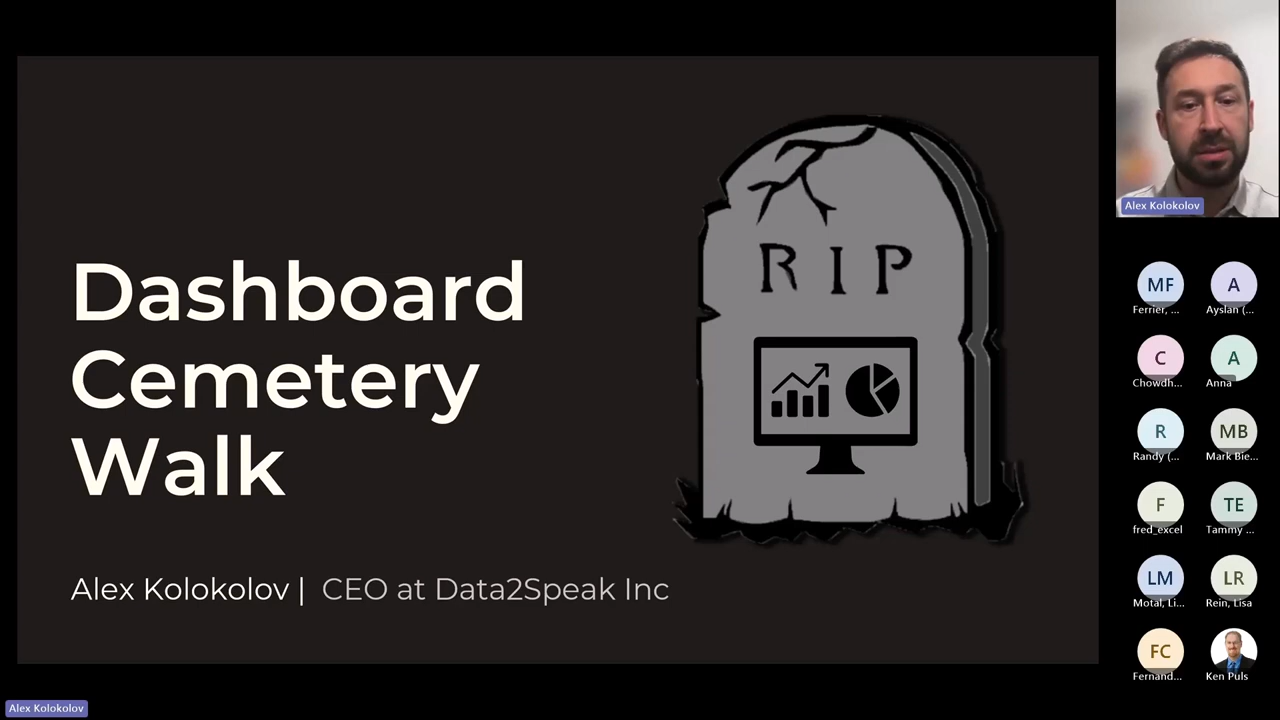 Dashboard
Cemetery
Walk
Alex Kolokolov | CEO at Data2Speak Inc
RIP
Alex Kolokolov
MF
Ferrier, ...
A
Ayslan (...
C
Chowdh...
A
Anna
R
Randy (...
MB
Mark Bie...
F
fred_excel
TE
Tammy ...
LM
Motal, Li...
LR
Rein, Lisa
FC
Fernand...
Ken Puls
Alex Kolokolov